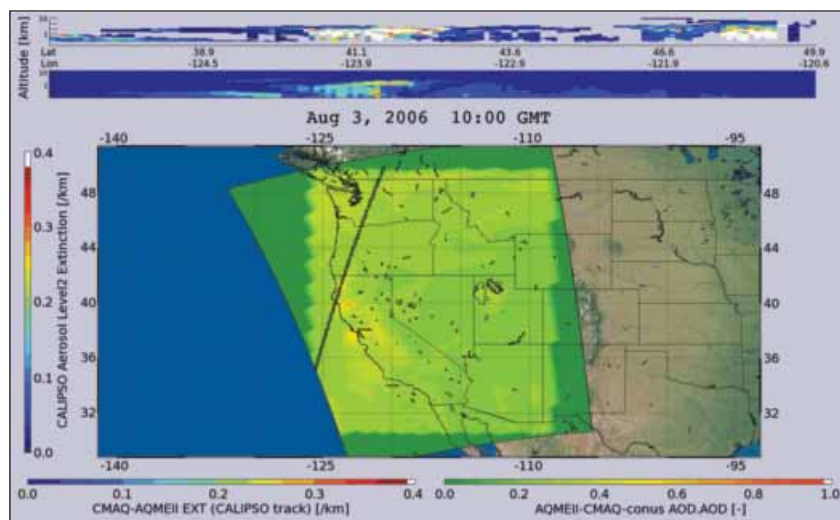 Altitude [km]
Lat 38.9 41.1 43.6 46.6 49.9
Lon -124.5 -123.9 -122.9 -121.9 -120.6
Aug 3, 2006 10:00 GMT
-140 -125 -110 -95
0.4
0.3
0.2
0.1
0.0
CALIPSO Aerosol Level2 Extinction [/km]
48 48
44 44
40 40
36 36
32 32
-140 -125 -110 -95
0.0 0.1 0.2 0.3 0.4
CMAQ-AQMEII EXT (CALIPSO track) [/km]
0.0 0.2 0.4 0.6 0.8 1.0
AQMEII-CMAQ-conus AOD.AOD [-]